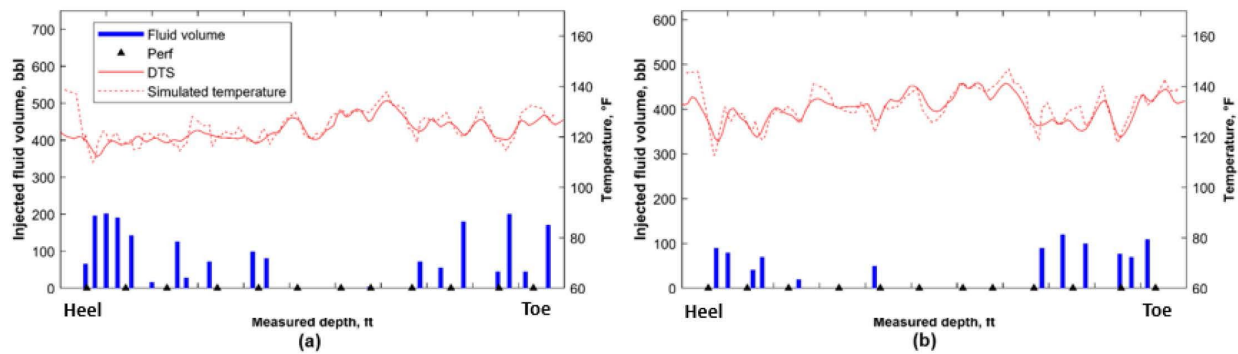 Injected fluid volume, bbl
750
700
600
500
400
300
200
100
0
Fluid volume
Perf
DTS
Simulated temperature
160
140
120
100
80
60
Temperature, °F
Heel
Toe
Measured depth, ft
(a)
Injected fluid volume, bbl
600
500
400
300
200
100
0
160
140
120
100
80
60
Temperature, °F
Heel
Toe
Measured depth, ft
(b)